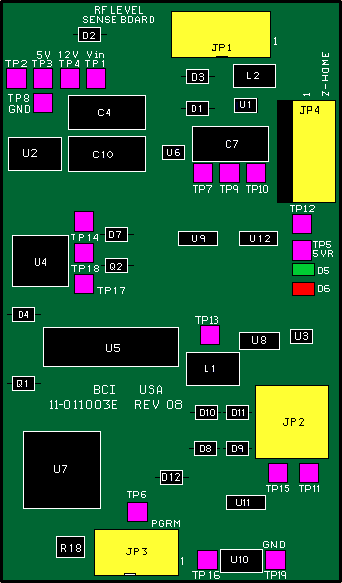 RF LEVEL
SENSE BOARD
D2
JP1
1
5V 12V Vin
TP2 TP3 TP4 TP1
D3
L2
Z-HOME
1
TP8
GND
C4
D1
U1
JP4
U2
C10
U6
C7
TP7 TP9 TP10
TP12
TP14
D7
U9
U12
TP5
5VR
U4
TP18
Q2
D5
TP17
D6
D4
TP13
U5
U8
U3
L1
Q1
BCI USA
11-011003E REV 08
D10
D11
JP2
D8
D9
U7
D12
TP15
TP11
U11
TP6
PGRM
R18
JP3
1
GND
U10
TP16
TP19